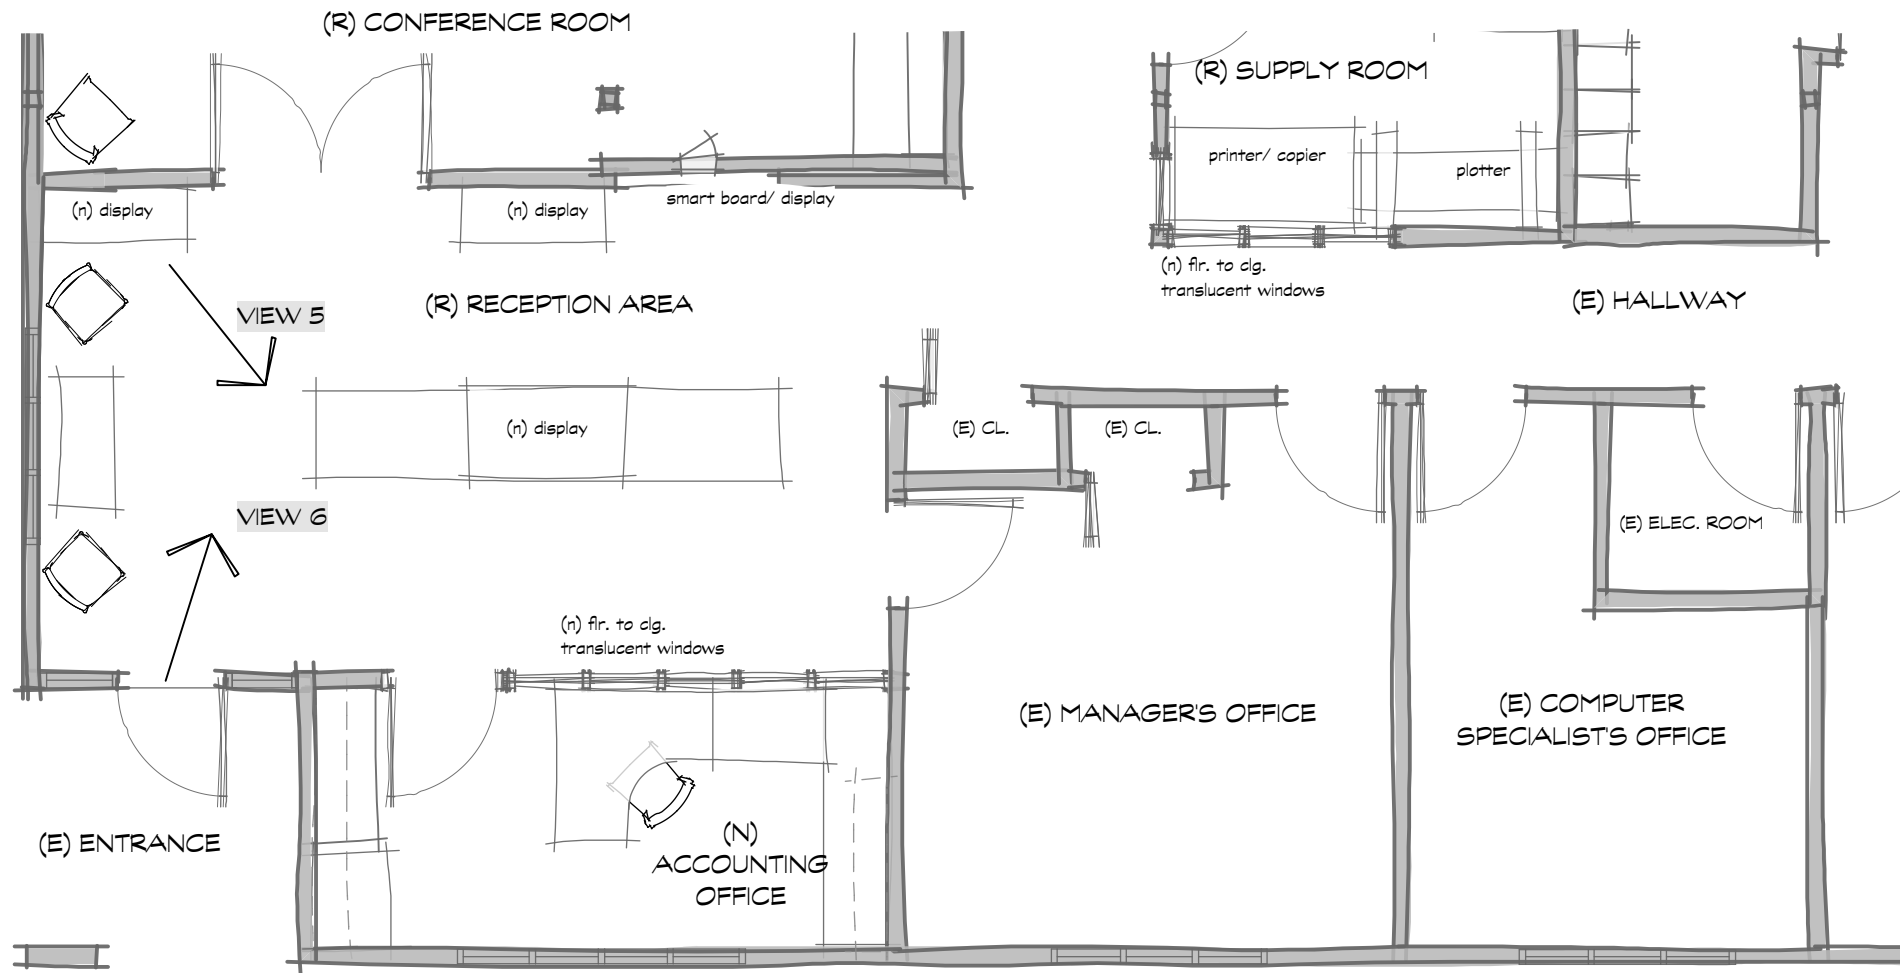 (R) CONFERENCE ROOM
(R) SUPPLY ROOM
printer/ copier
plotter
(n) display
(n) display
smart board/ display
(n) flr. to clg.
translucent windows
VIEW 5
(R) RECEPTION AREA
(E) HALLWAY
(n) display
(E) CL.
(E) CL.
VIEW 6
(E) ELEC. ROOM
(n) flr. to clg.
translucent windows
(E) MANAGER'S OFFICE
(E) COMPUTER
SPECIALIST'S OFFICE
(E) ENTRANCE
(N)
ACCOUNTING
OFFICE